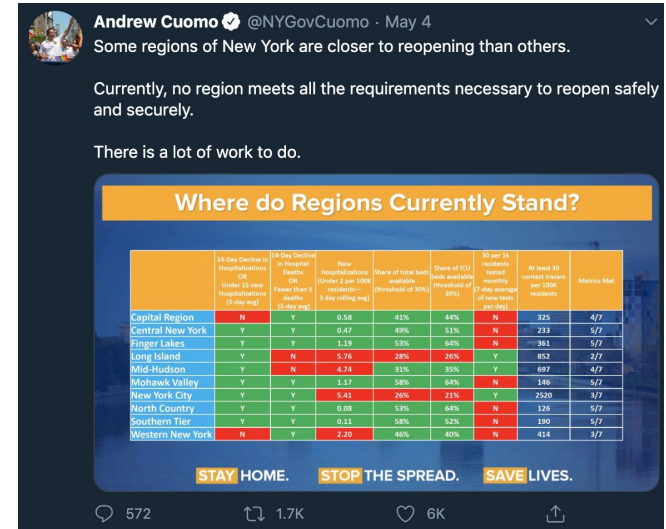 Andrew Cuomo @NYGovCuomo · May 4
Some regions of New York are closer to reopening than others.
Currently, no region meets all the requirements necessary to reopen safely
and securely.
There is a lot of work to do.
Where do Regions Currently Stand?
14-Day Decline in Hospitalizations OR Under 15 new Hospitalizations (3-day avg) 14-Day Decline in Hospital Deaths OR Fewer than 5 deaths (3-day avg) New Hospitalizations (Under 2 per 100K residents— 3 day rolling avg) Share of total beds available (threshold of 30%) Share of ICU beds available (threshold of 30%) 30 per 1k residents tested monthly (7-day average of new tests per day) At least 30 contact tracers per 100K residents Metrics Met
Capital Region N Y 0.58 41% 44% N 325 4/7
Central New York Y Y 0.47 49% 51% N 233 5/7
Finger Lakes Y Y 1.19 53% 64% N 361 5/7
Long Island Y N 5.76 28% 26% Y 852 2/7
Mid-Hudson Y N 4.74 31% 35% Y 697 4/7
Mohawk Valley Y Y 1.17 58% 64% N 146 5/7
New York City Y Y 5.41 26% 21% Y 2520 3/7
North Country Y Y 0.08 53% 64% N 126 5/7
Southern Tier Y Y 0.11 58% 52% N 190 5/7
Western New York N Y 2.20 46% 40% N 414 3/7
STAY HOME. STOP THE SPREAD. SAVE LIVES.
572 1.7K 6K